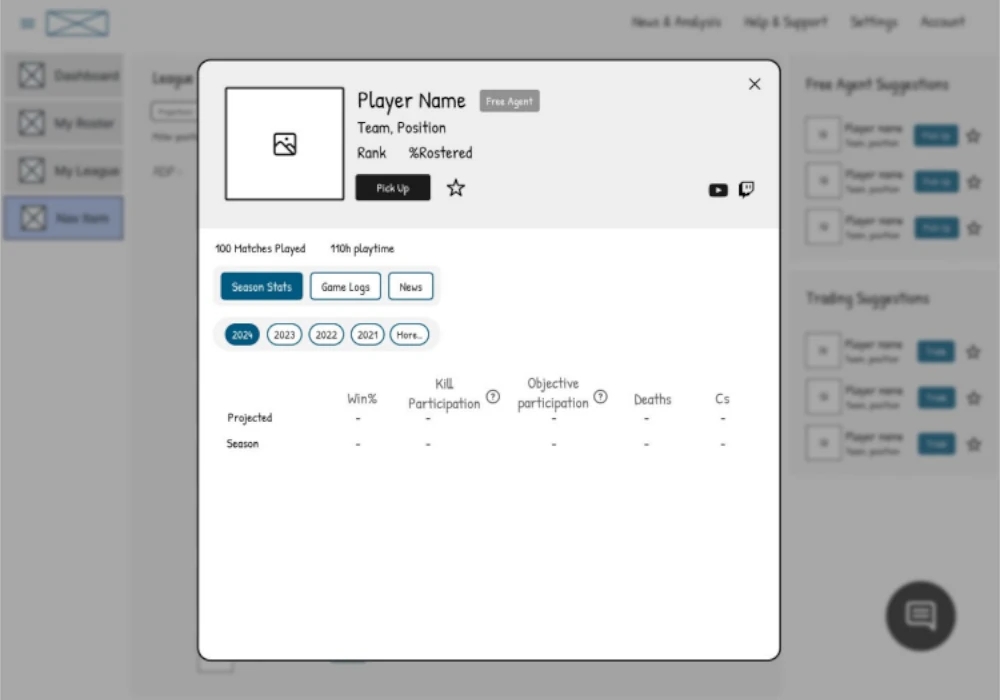 News & Analysis Help & Support Settings Account
Dashboard
My Roster
My League
Nav Item
League
Player Name Free Agent
Team, Position
Rank %Rostered
Pick Up
100 Matches Played 110h playtime
Season Stats Game Logs News
2024 2023 2022 2021 More..
Win% Kill Participation ? Objective participation ? Deaths Cs
Projected - - - - -
Season - - - - -
Free Agent Suggestions
Player name Pick Up
Team, position
Player name Pick Up
Team, position
Player name Pick Up
Team, position
Trading Suggestions
Player name Trade
Team, position
Player name Trade
Team, position
Player name Trade
Team, position